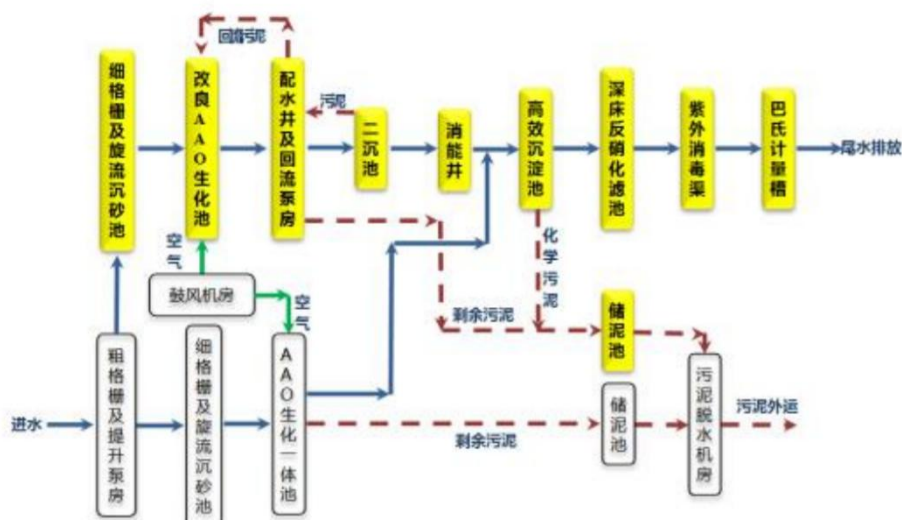 回流污泥
细格栅及旋流沉砂池
改良AAO生化池
配水井及回流泵房
污泥
二沉池
消能井
高效沉淀池
深床反硝化滤池
紫外消毒渠
巴氏计量槽
尾水排放
空气
鼓风机房
空气
化学污泥
剩余污泥
储泥池
进水
粗格栅及提升泵房
细格栅及旋流沉砂池
AAO生化一体池
剩余污泥
储泥池
污泥脱水机房
污泥外运